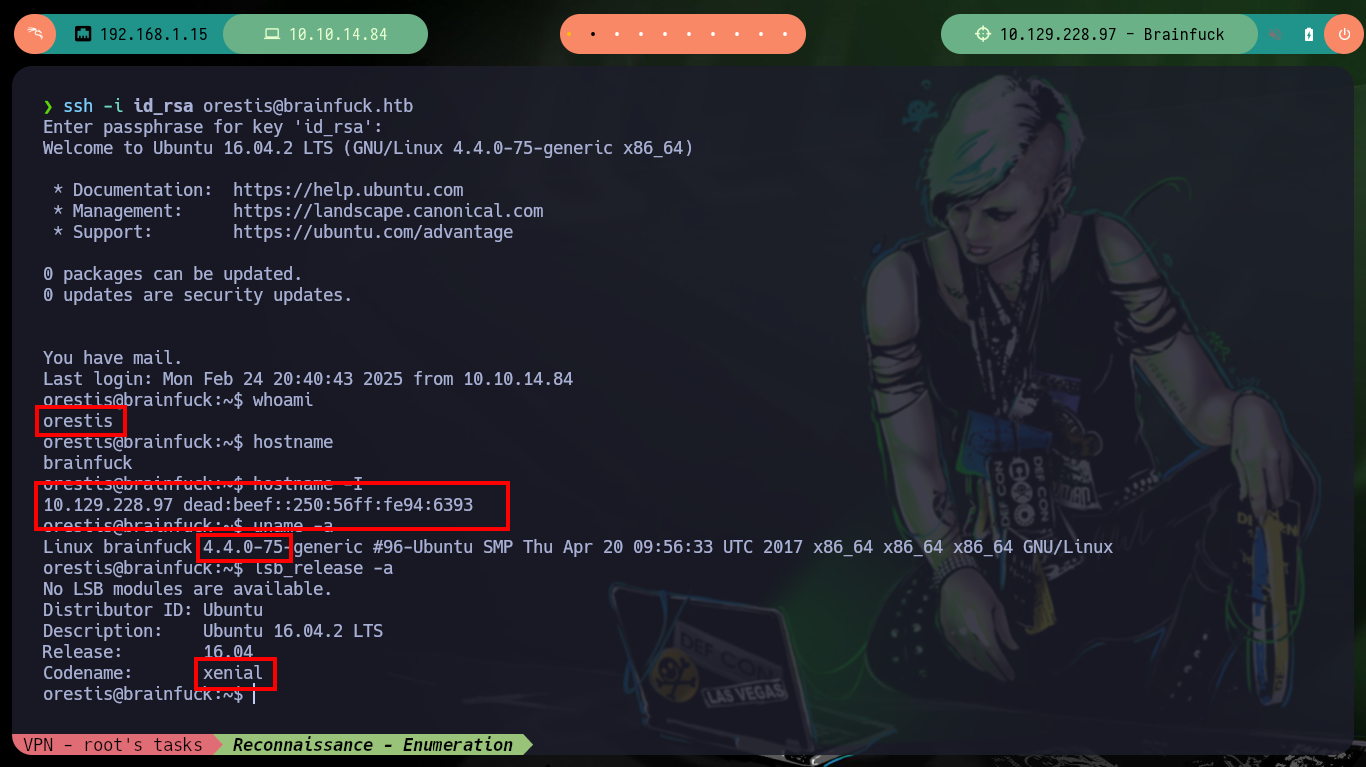 192.168.1.15 10.10.14.84 10.129.228.97 - Brainfuck
❯ ssh -i id_rsa orestis@brainfuck.htb
Enter passphrase for key 'id_rsa':
Welcome to Ubuntu 16.04.2 LTS (GNU/Linux 4.4.0-75-generic x86_64)
* Documentation:  https://help.ubuntu.com
* Management:     https://landscape.canonical.com
* Support:        https://ubuntu.com/advantage
0 packages can be updated.
0 updates are security updates.
You have mail.
Last login: Mon Feb 24 20:40:43 2025 from 10.10.14.84
orestis@brainfuck:~$ whoami
orestis
orestis@brainfuck:~$ hostname
brainfuck
orestis@brainfuck:~$ hostname -I
10.129.228.97 dead:beef::250:56ff:fe94:6393
orestis@brainfuck:~$ uname -a
Linux brainfuck 4.4.0-75-generic #96-Ubuntu SMP Thu Apr 20 09:56:33 UTC 2017 x86_64 x86_64 x86_64 GNU/Linux
orestis@brainfuck:~$ lsb_release -a
No LSB modules are available.
Distributor ID: Ubuntu
Description:    Ubuntu 16.04.2 LTS
Release:        16.04
Codename:       xenial
orestis@brainfuck:~$
DEF CON
LAS VEGAS
DEF CON
VPN - root's tasks Reconnaissance - Enumeration